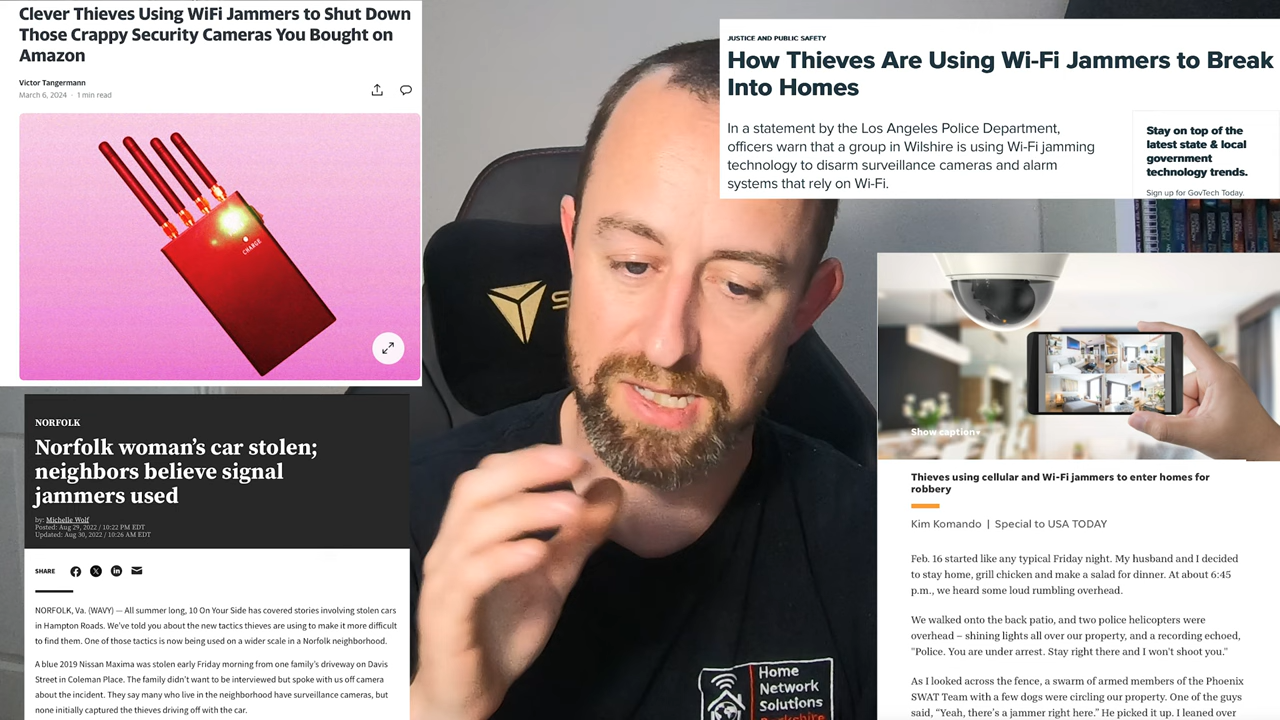 Clever Thieves Using WiFi Jammers to Shut Down
Those Crappy Security Cameras You Bought on
Amazon
Victor Tangermann
March 6, 2024 · 1 min read
CHARGE
NORFOLK
Norfolk woman's car stolen;
neighbors believe signal
jammers used
by: Michelle Wolf
Posted: Aug 29, 2022 / 10:22 PM EDT
Updated: Aug 30, 2022 / 10:26 AM EDT
SHARE
NORFOLK, Va. (WAVY) — All summer long, 10 On Your Side has covered stories involving stolen cars
in Hampton Roads. We've told you about the new tactics thieves are using to make it more difficult
to find them. One of those tactics is now being used on a wider scale in a Norfolk neighborhood.
A blue 2019 Nissan Maxima was stolen early Friday morning from one family's driveway on Davis
Street in Coleman Place. The family didn't want to be interviewed but spoke with us off camera
about the incident. They say many who live in the neighborhood have surveillance cameras, but
none initially captured the thieves driving off with the car.
S
Home
Network
Solutions
Berkshire
JUSTICE AND PUBLIC SAFETY
How Thieves Are Using Wi-Fi Jammers to Break
Into Homes
In a statement by the Los Angeles Police Department,
officers warn that a group in Wilshire is using Wi-Fi jamming
technology to disarm surveillance cameras and alarm
systems that rely on Wi-Fi.
Stay on top of the
latest state & local
government
technology trends.
Sign up for GovTech Today.
Show caption
Thieves using cellular and Wi-Fi jammers to enter homes for
robbery
Kim Komando | Special to USA TODAY
Feb. 16 started like any typical Friday night. My husband and I decided
to stay home, grill chicken and make a salad for dinner. At about 6:45
p.m., we heard some loud rumbling overhead.
We walked onto the back patio, and two police helicopters were
overhead – shining lights all over our property, and a recording echoed,
"Police. You are under arrest. Stay right there and I won't shoot you."
As I looked across the fence, a swarm of armed members of the Phoenix
SWAT Team with a few dogs were circling our property. One of the guys
said, "Yeah, there's a jammer right here." He picked it up. I leaned over